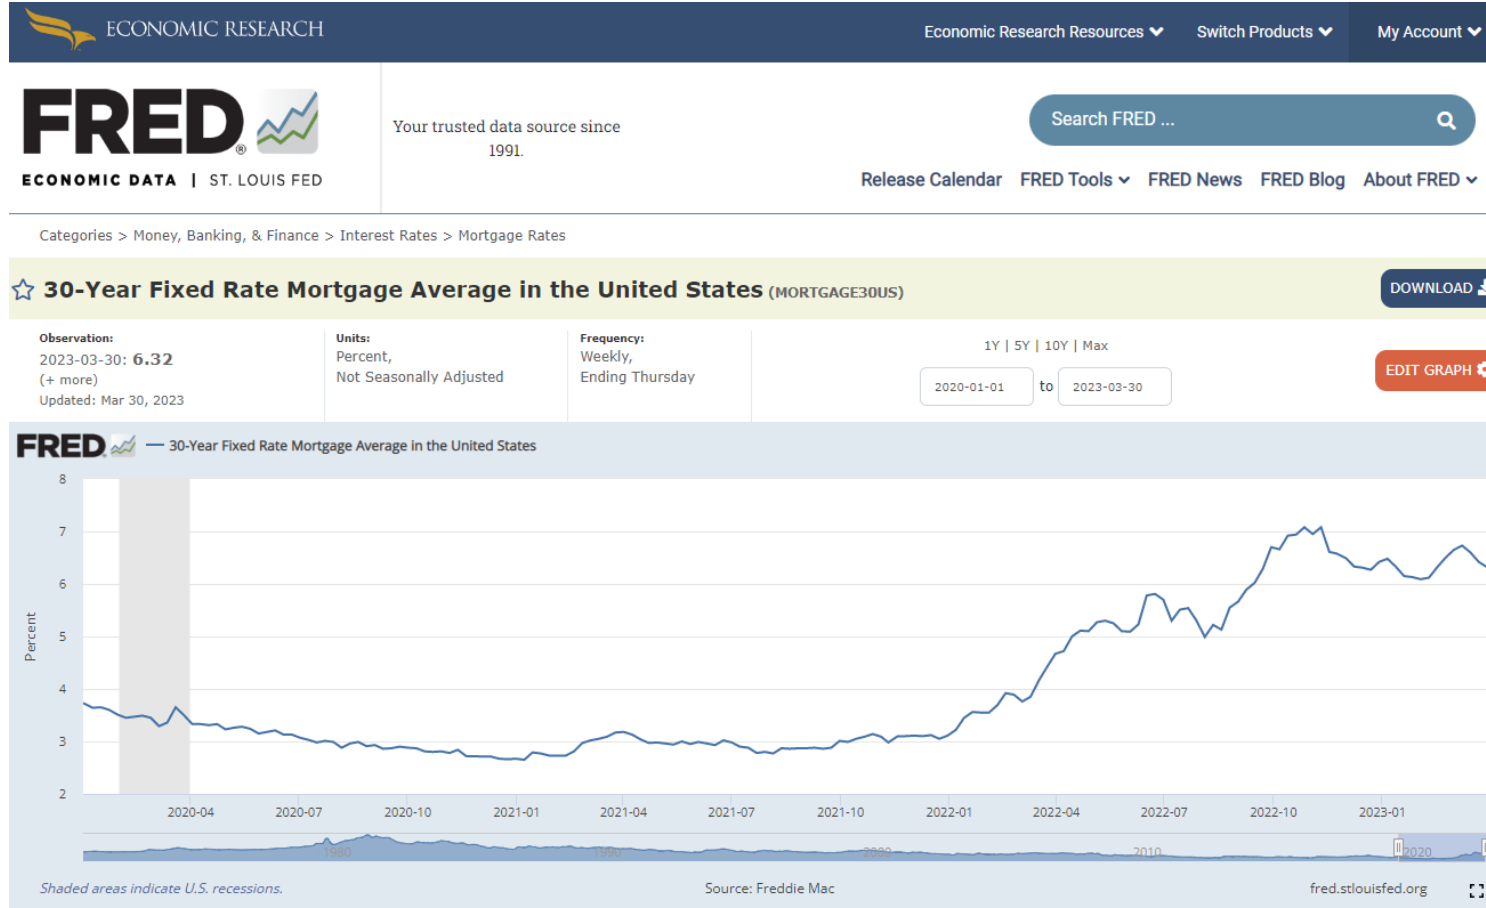 ECONOMIC RESEARCH
Economic Research Resources
Switch Products
My Account
FRED®
ECONOMIC DATA | ST. LOUIS FED
Your trusted data source since
1991.
Search FRED ...
Release Calendar FRED Tools FRED News FRED Blog About FRED
Categories > Money, Banking, & Finance > Interest Rates > Mortgage Rates
30-Year Fixed Rate Mortgage Average in the United States (MORTGAGE30US)
DOWNLOAD
Observation:
2023-03-30: 6.32
(+ more)
Updated: Mar 30, 2023
Units:
Percent,
Not Seasonally Adjusted
Frequency:
Weekly,
Ending Thursday
1Y | 5Y | 10Y | Max
2020-01-01 to 2023-03-30
EDIT GRAPH
FRED
30-Year Fixed Rate Mortgage Average in the United States
Percent
8
7
6
5
4
3
2
2020-04 2020-07 2020-10 2021-01 2021-04 2021-07 2021-10 2022-01 2022-04 2022-07 2022-10 2023-01
1980 1990 2000 2010 2020
Shaded areas indicate U.S. recessions.
Source: Freddie Mac
fred.stlouisfed.org